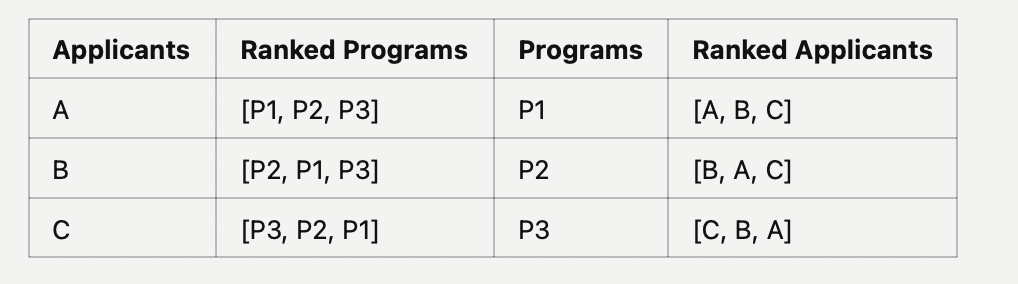 Applicants Ranked Programs Programs Ranked Applicants
A [P1, P2, P3] P1 [A, B, C]
B [P2, P1, P3] P2 [B, A, C]
C [P3, P2, P1] P3 [C, B, A]